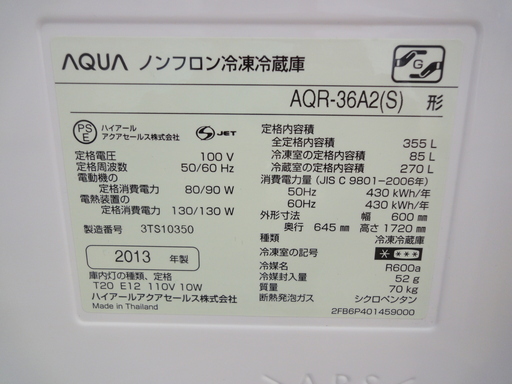 AQUA ノンフロン冷凍冷蔵庫
G
AQR-36A2(S) 形
PS E ハイアール アクアセールス株式会社 S JET
定格電圧 100 V
定格周波数 50/60 Hz
電動機の
定格消費電力 80/90 W
電熱装置の
定格消費電力 130/130 W
製造番号 3TS10350
2013 年製
庫内灯の種類、定格
T20 E12 110V 10W
ハイアールアクアセールス株式会社
Made in Thailand
定格内容積
全定格内容積 355 L
冷凍室の定格内容積 85 L
冷蔵室の定格内容積 270 L
消費電力量 (JIS C 9801-2006年)
50Hz 430 kWh/年
60Hz 430 kWh/年
外形寸法 幅 600 mm
奥行 645 mm 高さ 1720 mm
種類 冷凍冷蔵庫
冷凍室の記号 * ***
冷媒名 R600a
冷媒封入量 52 g
質量 70 kg
断熱発泡ガス シクロペンタン
2FB6P401459000
>ABS<